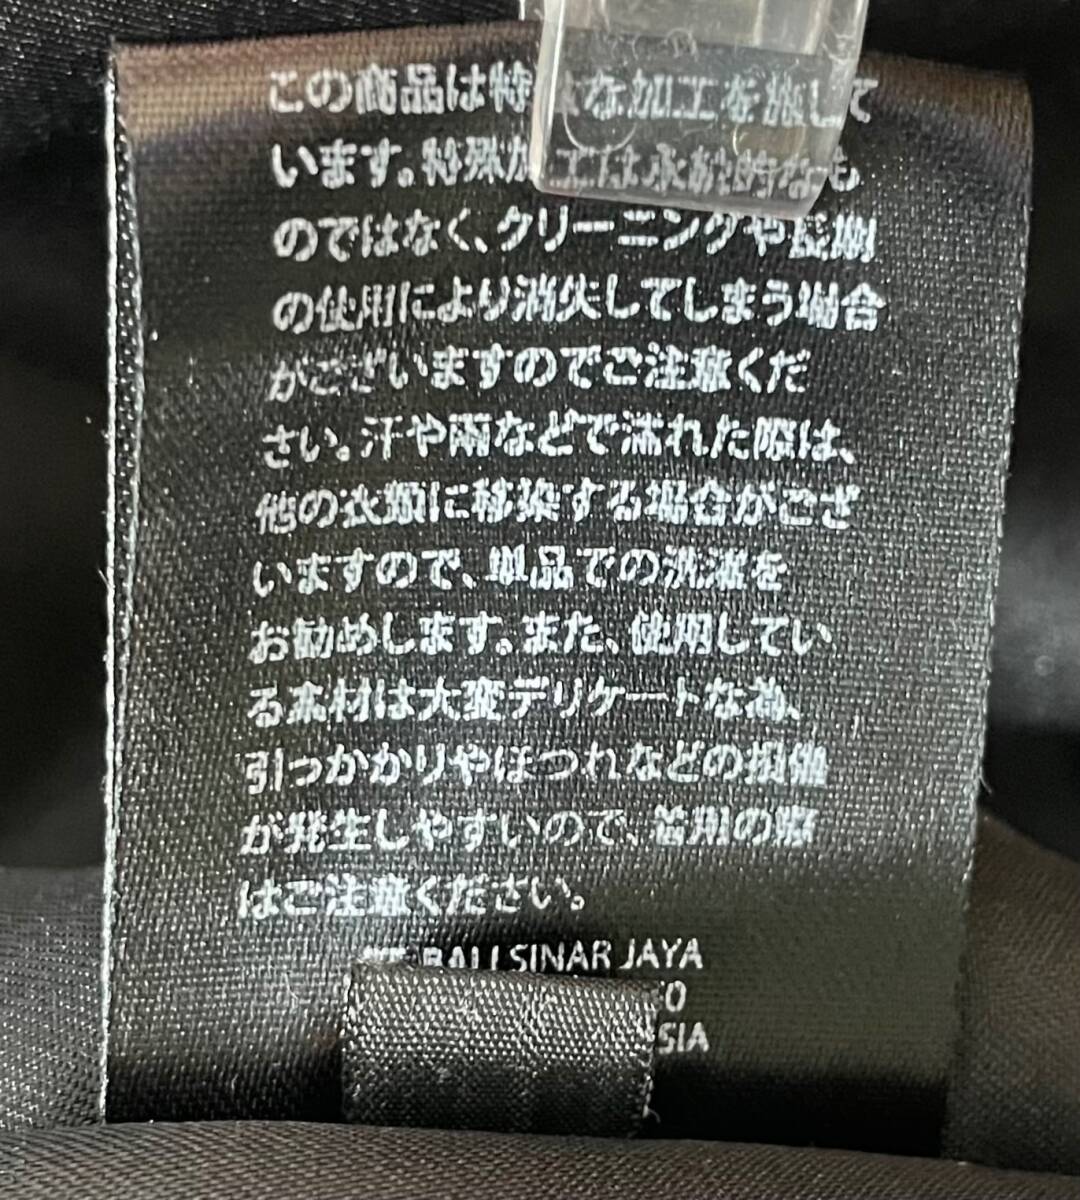 この商品は特殊な加工を施して
います。特殊加工は永続的なも
のではなく、クリーニングや長期
の使用により消失してしまう場合
がございますのでご注意くだ
さい。汗や雨などで濡れた際は、
他の衣類に移染する場合がござ
いますので、単品での洗濯を
お勧めします。また、使用してい
る素材は大変デリケートな為、
引っかかりやほつれなどの損傷
が発生しやすいので、着用の際
はご注意ください。
BALI SINAR JAYA